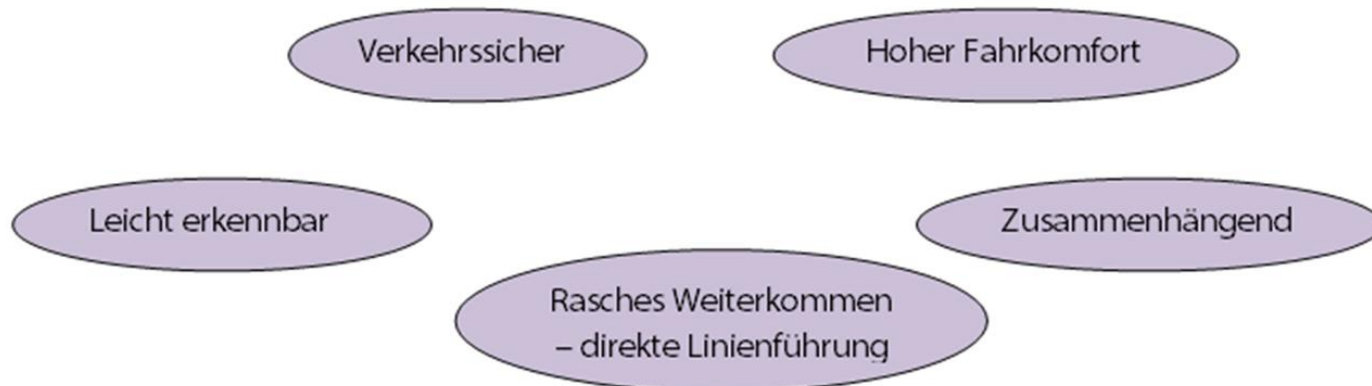 Verkehrssicher
Hoher Fahrkomfort
Leicht erkennbar
Zusammenhängend
Rasches Weiterkommen
– direkte Linienführung